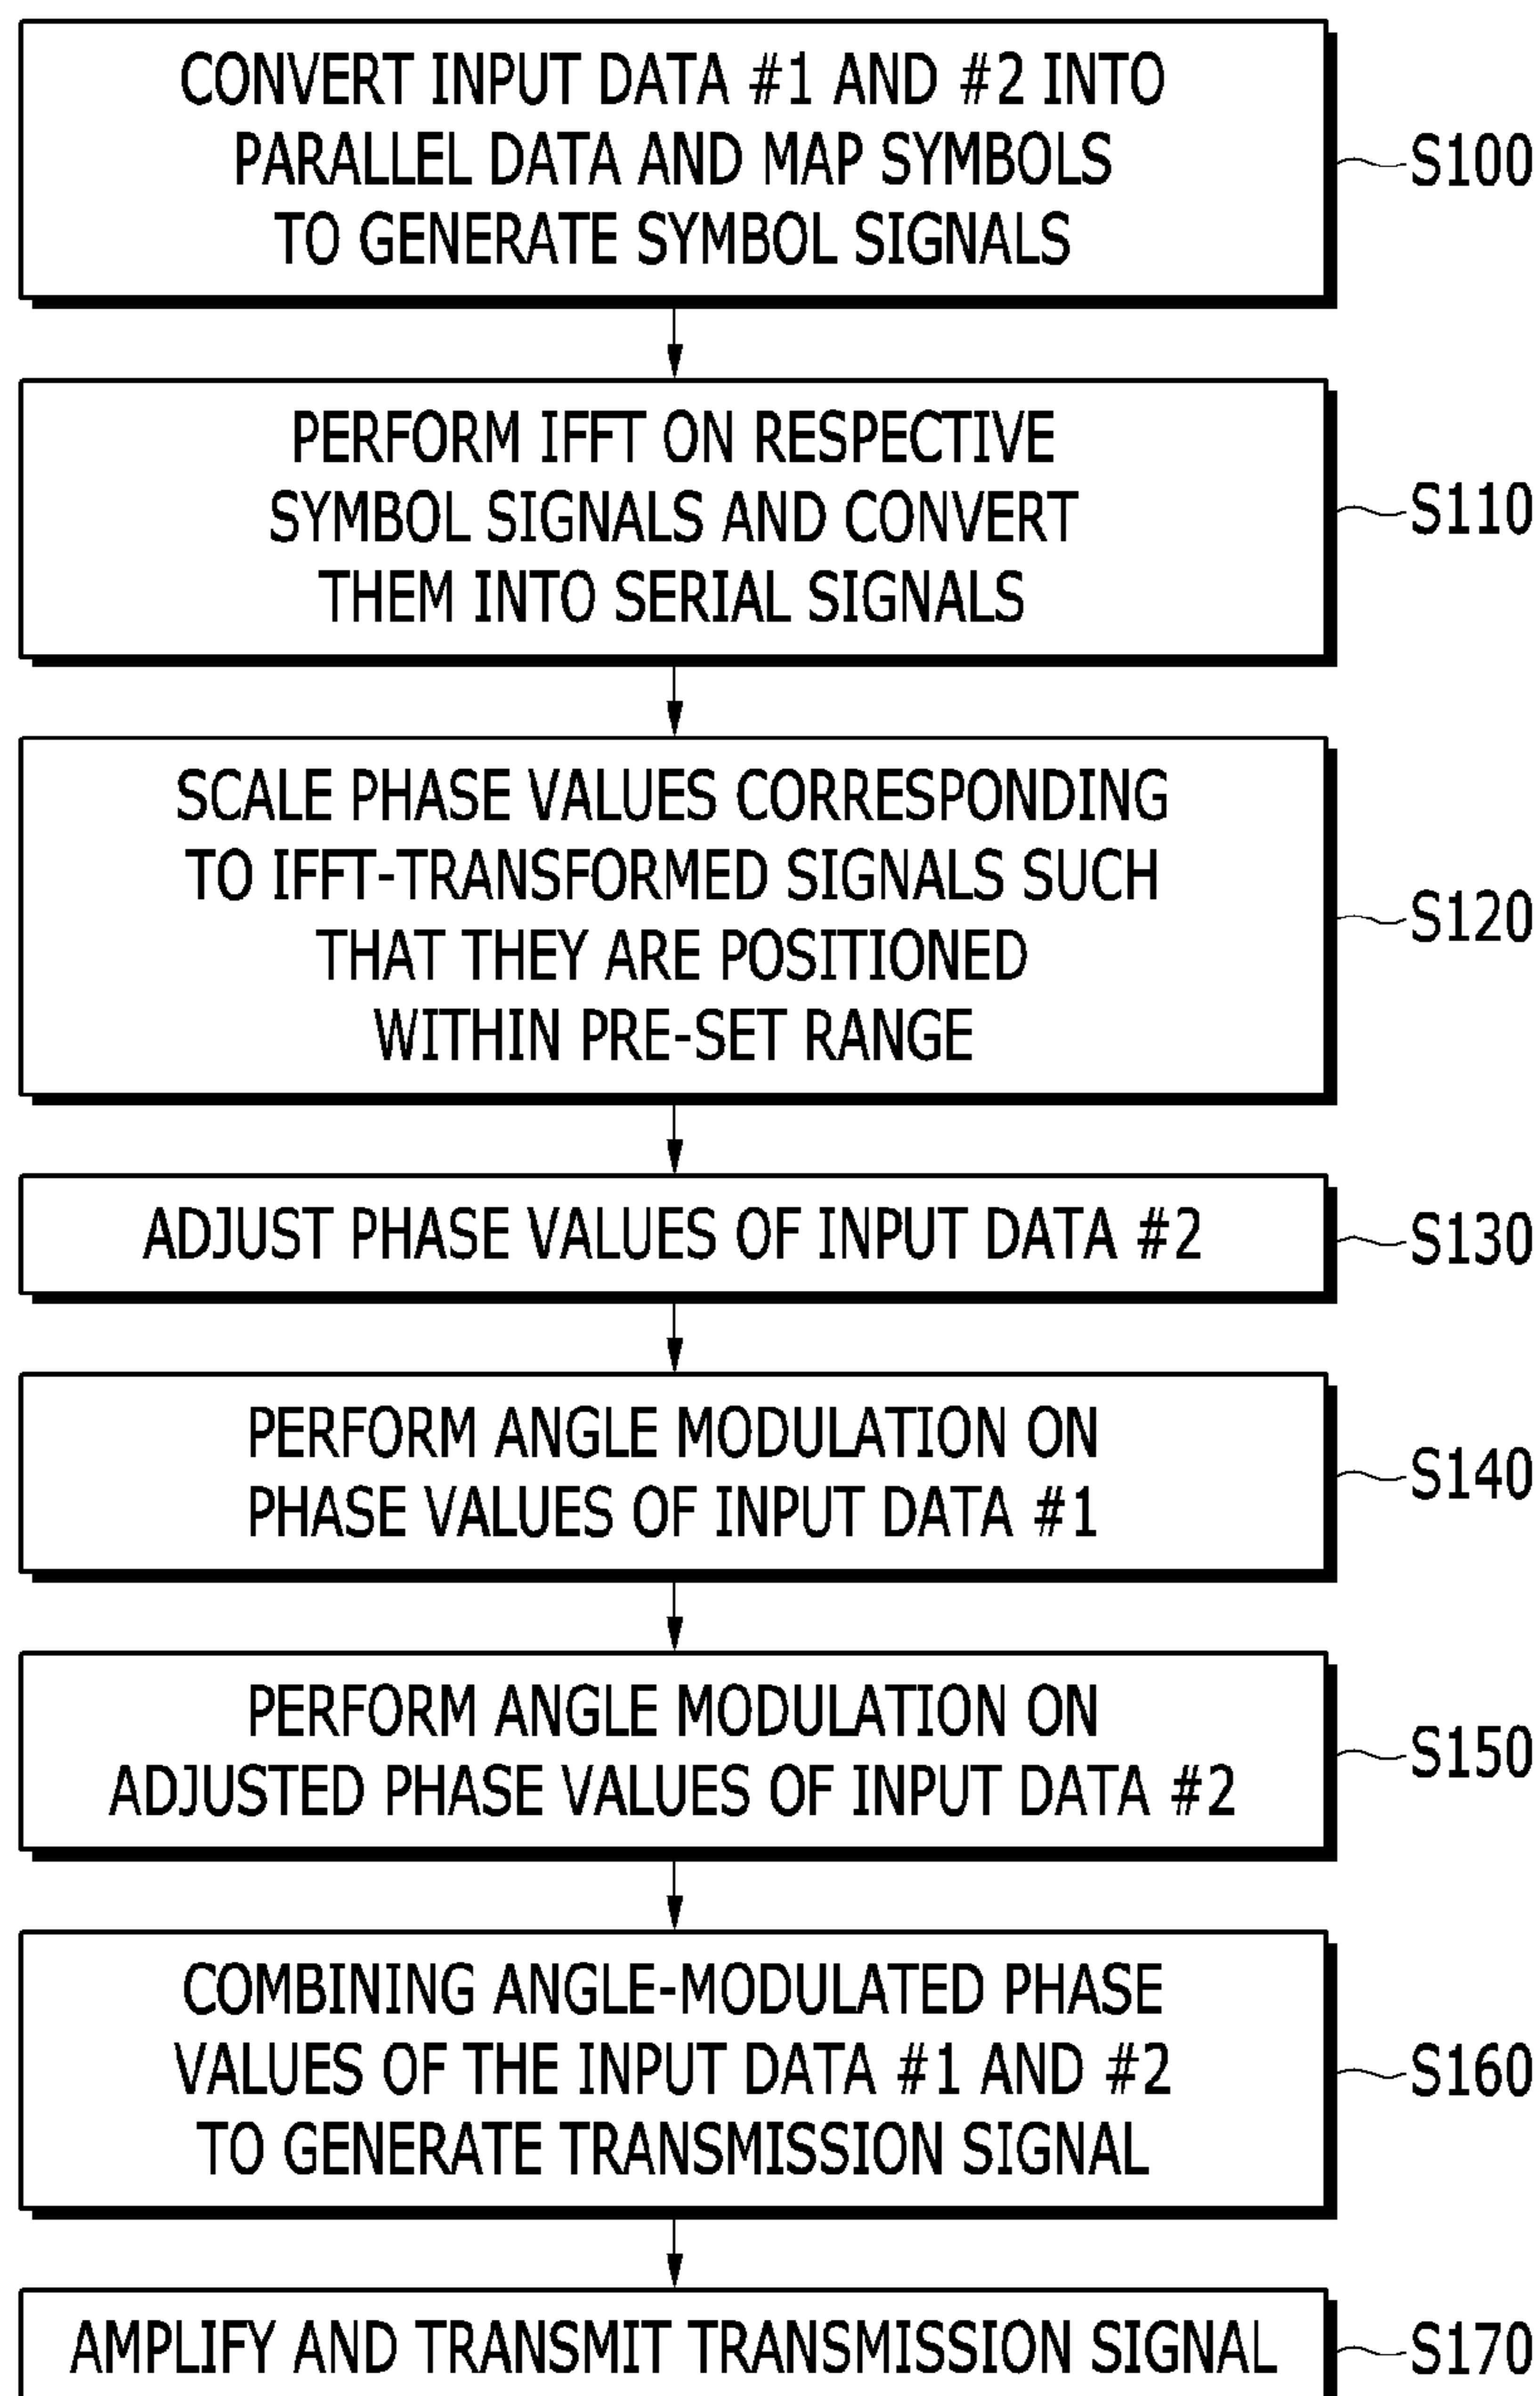 CONVERT INPUT DATA #1 AND #2 INTO
PARALLEL DATA AND MAP SYMBOLS
TO GENERATE SYMBOL SIGNALS
S100
PERFORM IFFT ON RESPECTIVE
SYMBOL SIGNALS AND CONVERT
THEM INTO SERIAL SIGNALS
S110
SCALE PHASE VALUES CORRESPONDING
TO IFFT-TRANSFORMED SIGNALS SUCH
THAT THEY ARE POSITIONED
WITHIN PRE-SET RANGE
S120
ADJUST PHASE VALUES OF INPUT DATA #2
S130
PERFORM ANGLE MODULATION ON
PHASE VALUES OF INPUT DATA #1
S140
PERFORM ANGLE MODULATION ON
ADJUSTED PHASE VALUES OF INPUT DATA #2
S150
COMBINING ANGLE-MODULATED PHASE
VALUES OF THE INPUT DATA #1 AND #2
TO GENERATE TRANSMISSION SIGNAL
S160
AMPLIFY AND TRANSMIT TRANSMISSION SIGNAL
S170